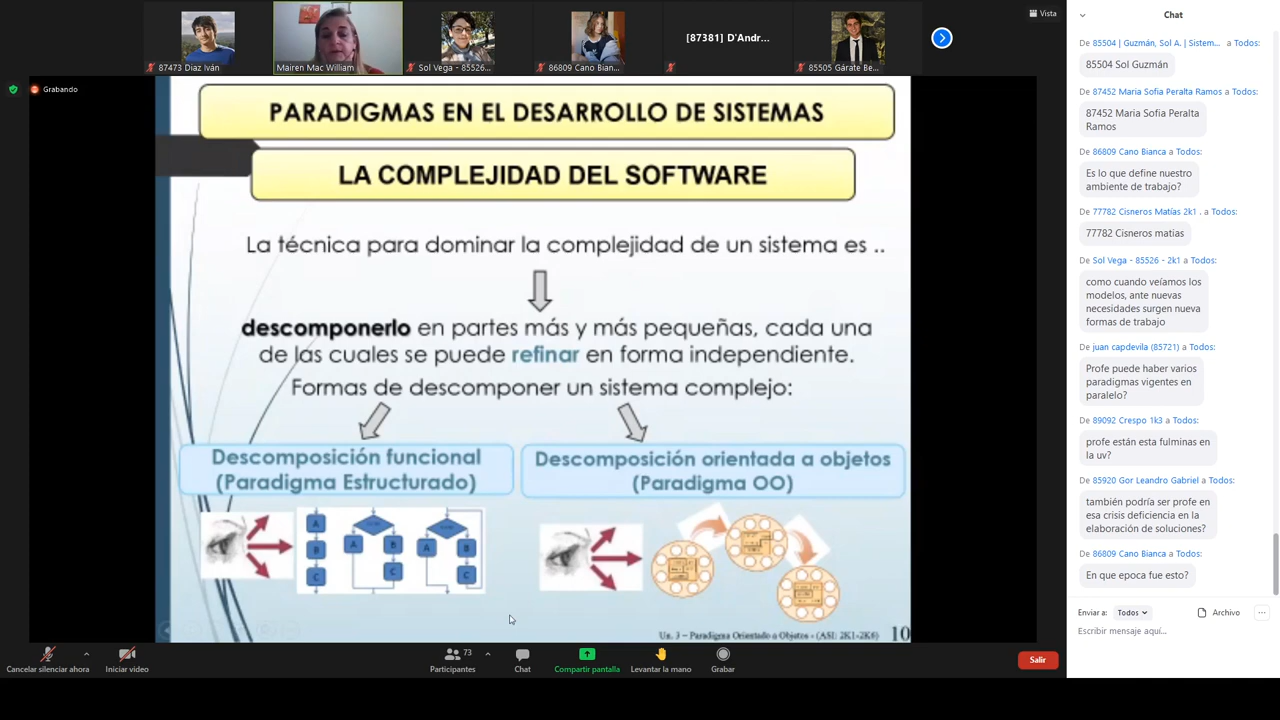 Vista
[87381] D'Andr...
87473 Diaz Iván
Mairen Mac William
Sol Vega - 85526...
86809 Cano Bian...
85505 Gárate Be...
Grabando
PARADIGMAS EN EL DESARROLLO DE SISTEMAS
LA COMPLEJIDAD DEL SOFTWARE
La técnica para dominar la complejidad de un sistema es ..
descomponerlo en partes más y más pequeñas, cada una
de las cuales se puede refinar en forma independiente.
Formas de descomponer un sistema complejo:
Descomposición funcional
(Paradigma Estructurado)
Descomposición orientada a objetos
(Paradigma OO)
A
B
C
A
B
C
A
B
C
Un. 3 – Paradigma Orientado a Objetos - (ASI: 2K1-2K6) 10
Cancelar silenciar ahora
Iniciar video
73
Participantes
Chat
Compartir pantalla
Levantar la mano
Grabar
Salir
Chat
De 85504 | Guzmán, Sol A. | Sistem... a Todos:
85504 Sol Guzmán
De 87452 Maria Sofia Peralta Ramos a Todos:
87452 Maria Sofia Peralta
Ramos
De 86809 Cano Bianca a Todos:
Es lo que define nuestro
ambiente de trabajo?
De 77782 Cisneros Matías 2k1 . a Todos:
77782 Cisneros matias
De Sol Vega - 85526 - 2k1 a Todos:
como cuando veíamos los
modelos, ante nuevas
necesidades surgen nueva
formas de trabajo
De juan capdevila (85721) a Todos:
Profe puede haber varios
paradigmas vigentes en
paralelo?
De 89092 Crespo 1k3 a Todos:
profe están esta fulminas en
la uv?
De 85920 Gor Leandro Gabriel a Todos:
también podría ser profe en
esa crisis deficiencia en la
elaboración de soluciones?
De 86809 Cano Bianca a Todos:
En que epoca fue esto?
Enviar a: Todos
Archivo
...
Escribir mensaje aquí...